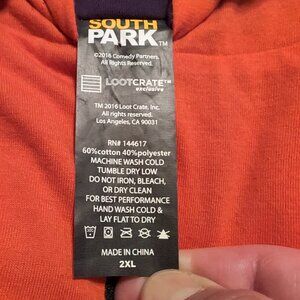 SOUTH
PARK™
©2016 Comedy Partners.
All Rights Reserved.
LOOTCRATE™
exclusive
TM 2016 Loot Crate, Inc.
All Rights Reserved.
Los Angeles, CA 90031
RN# 144617
60%cotton 40%polyester
MACHINE WASH COLD
TUMBLE DRY LOW
DO NOT IRON, BLEACH,
OR DRY CLEAN
FOR BEST PERFORMANCE
HAND WASH COLD &
LAY FLAT TO DRY
MADE IN CHINA
2XL